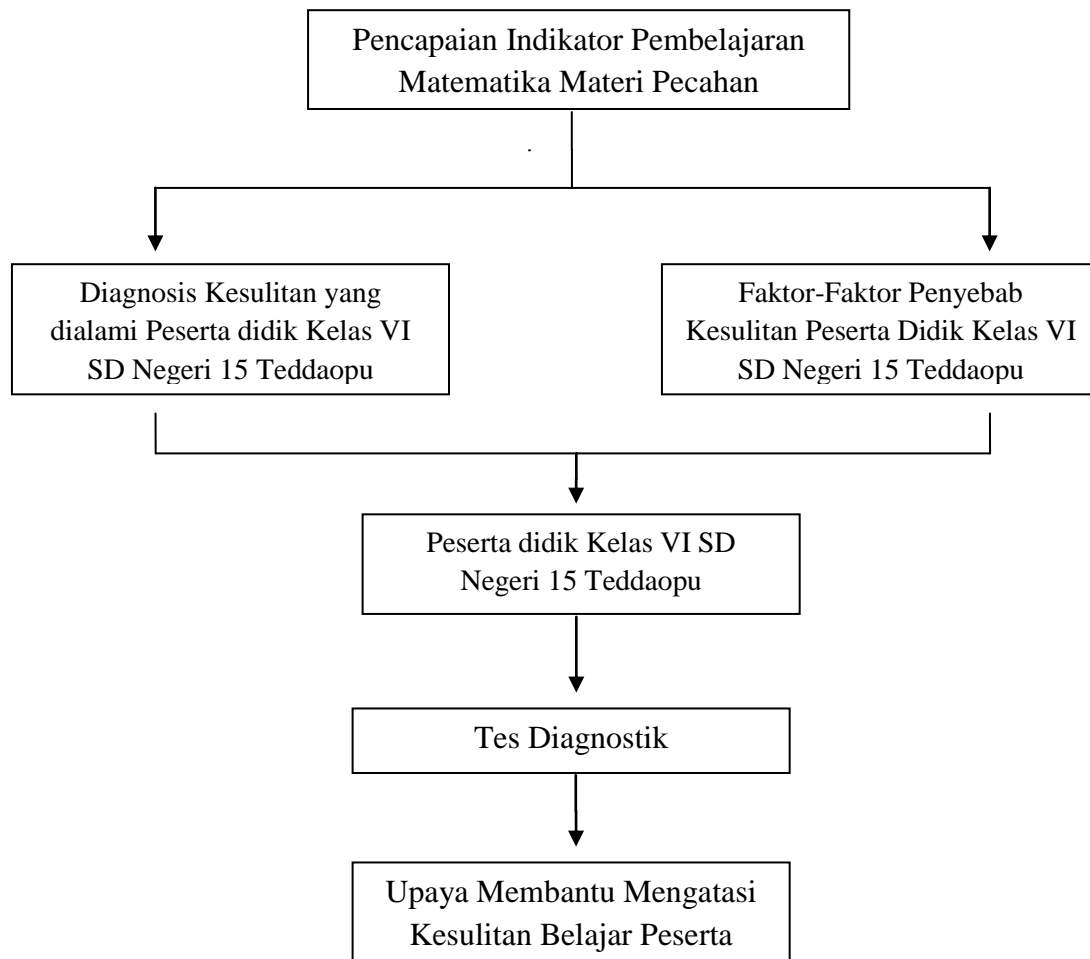 Pencapaian Indikator Pembelajaran
Matematika Materi Pecahan
Diagnosis Kesulitan yang
dialami Peserta didik Kelas VI
SD Negeri 15 Teddaopu
Faktor-Faktor Penyebab
Kesulitan Peserta Didik Kelas VI
SD Negeri 15 Teddaopu
Peserta didik Kelas VI SD
Negeri 15 Teddaopu
Tes Diagnostik
Upaya Membantu Mengatasi
Kesulitan Belajar Peserta